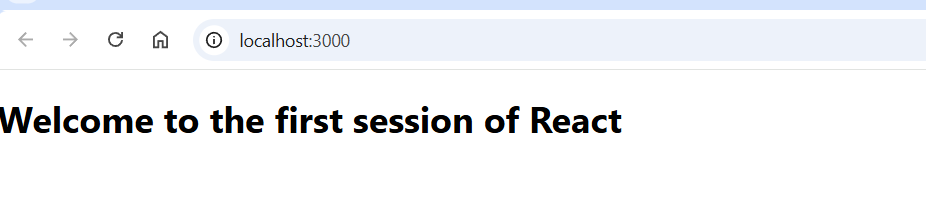 localhost:3000
Welcome to the first session of React